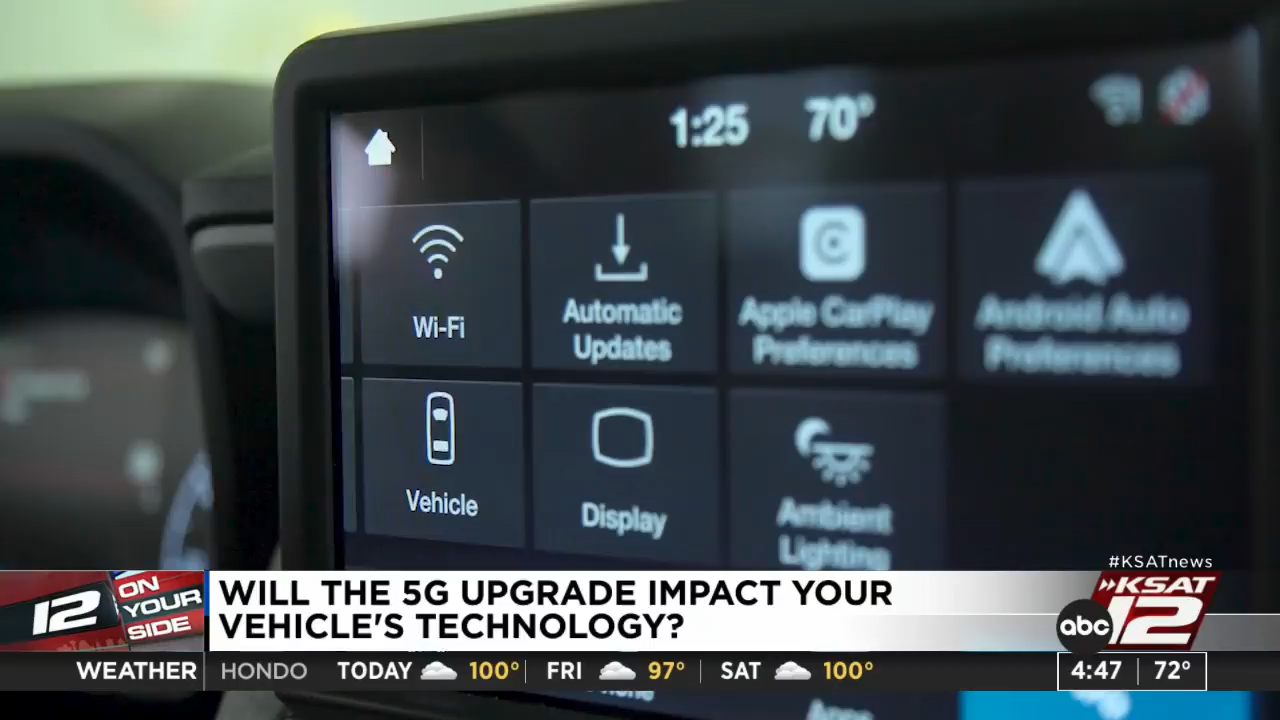 1:25 70°
Wi-Fi
Automatic
Updates
Apple CarPlay
Preferences
Android Auto
Preferences
Vehicle
Display
Ambient
Lighting
#KSATnews
12 ON YOUR SIDE
WILL THE 5G UPGRADE IMPACT YOUR
VEHICLE'S TECHNOLOGY?
abc KSAT 12
WEATHER HONDO TODAY 100° FRI 97° SAT 100° 4:47 72°
Apps